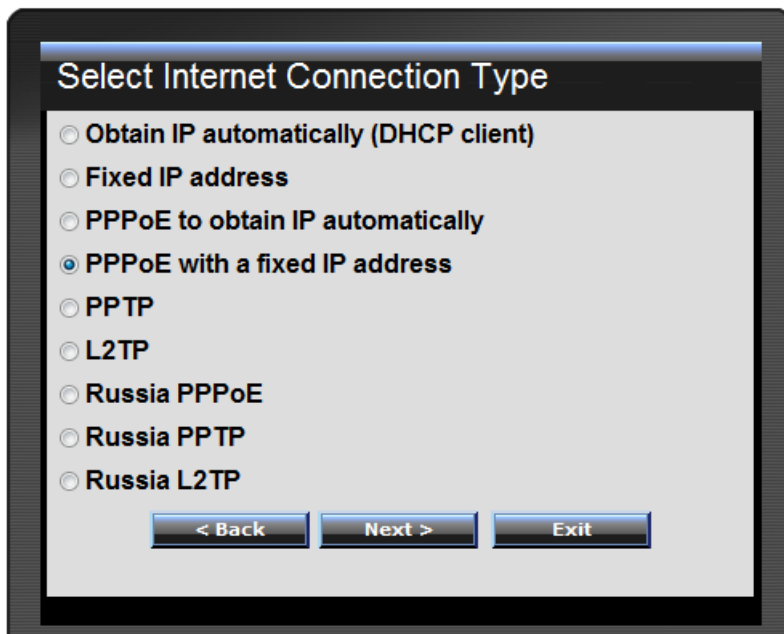 Select Internet Connection Type
Obtain IP automatically (DHCP client)
Fixed IP address
PPPoE to obtain IP automatically
PPPoE with a fixed IP address
PPTP
L2TP
Russia PPPoE
Russia PPTP
Russia L2TP
< Back Next > Exit